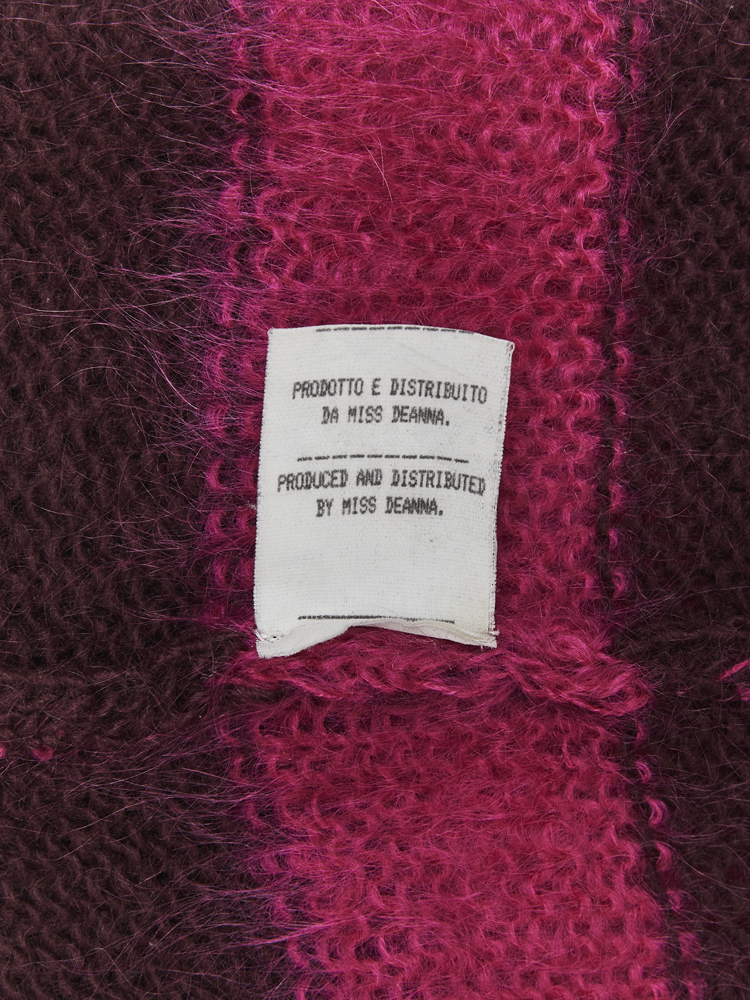 PRODOTTO E DISTRIBUITO
DA MISS DEANNA.
PRODUCED AND DISTRIBUTED
BY MISS DEANNA.